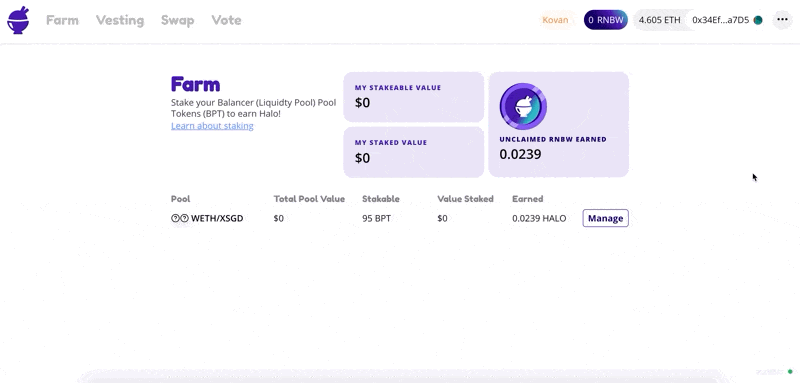 Farm Vesting Swap Vote
Kovan 0 RNBW 4.605 ETH 0x34Ef...a7D5
Farm
Stake your Balancer (Liquidty Pool) Pool
Tokens (BPT) to earn Halo!
Learn about staking
MY STAKEABLE VALUE
$0
MY STAKED VALUE
$0
UNCLAIMED RNBW EARNED
0.0239
Pool Total Pool Value Stakable Value Staked Earned
WETH/XSGD $0 95 BPT $0 0.0239 HALO Manage